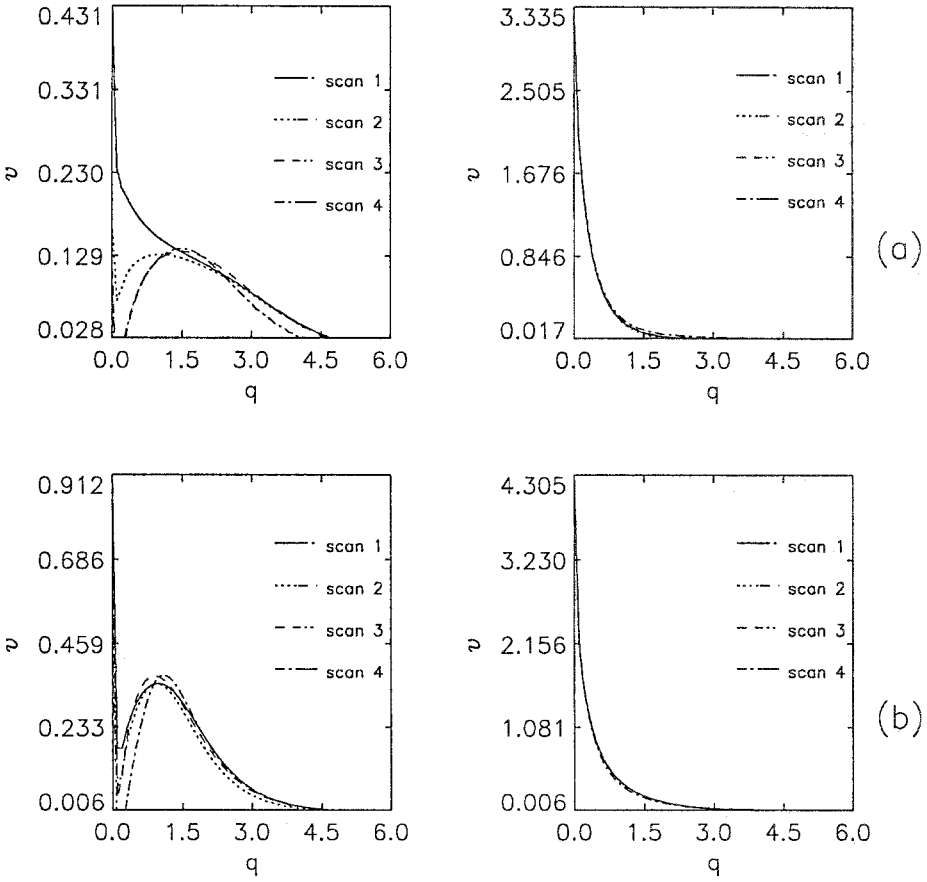 0.431
0.331
0.230
0.129
0.028
v
0.0 1.5 3.0 4.5 6.0
q
scan 1
scan 2
scan 3
scan 4
3.335
2.505
1.676
0.846
0.017
v
0.0 1.5 3.0 4.5 6.0
q
scan 1
scan 2
scan 3
scan 4
(a)
0.912
0.686
0.459
0.233
0.006
v
0.0 1.5 3.0 4.5 6.0
q
scan 1
scan 2
scan 3
scan 4
4.305
3.230
2.156
1.081
0.006
v
0.0 1.5 3.0 4.5 6.0
q
scan 1
scan 2
scan 3
scan 4
(b)